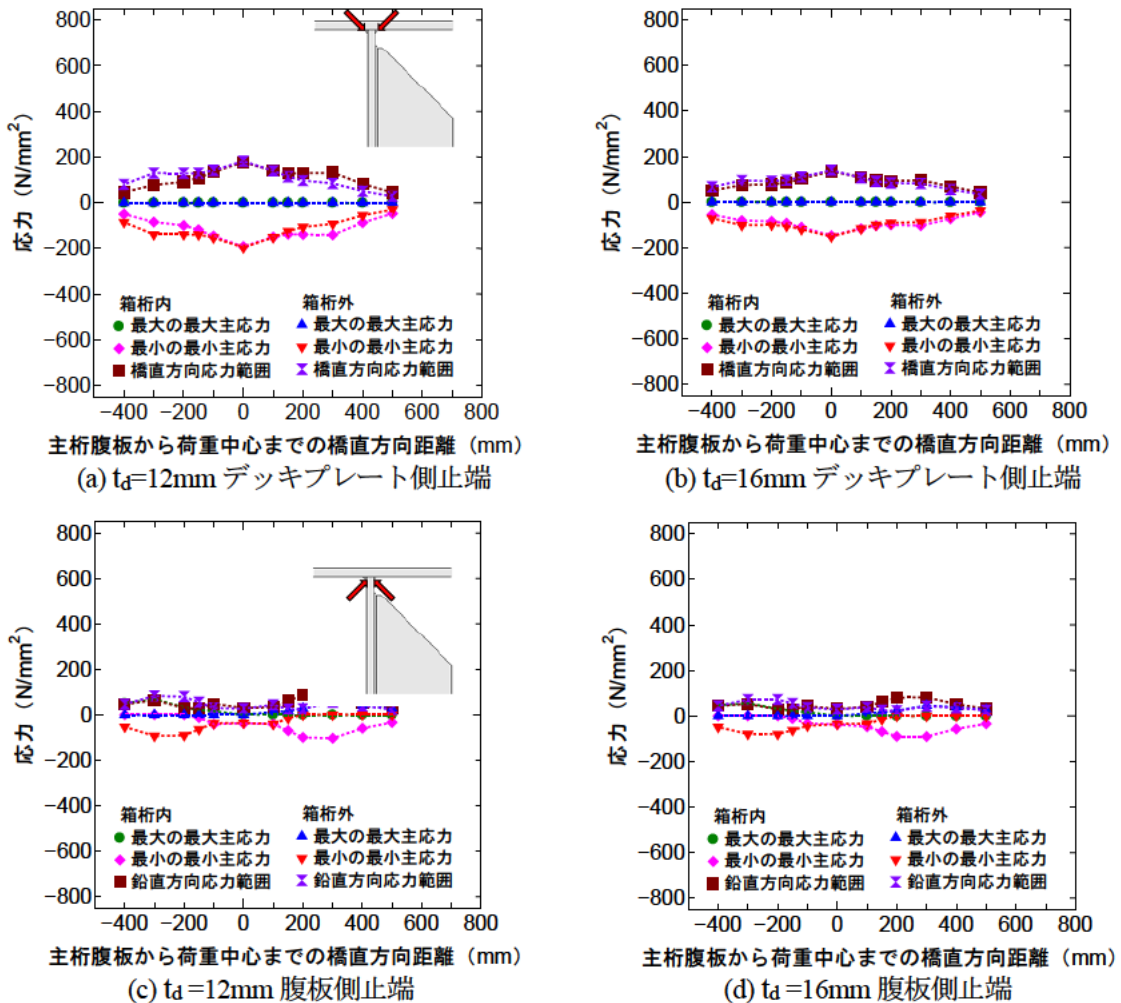 800
600
400
200
0
−200
−400
−600
−800
応力 (N/mm²)
箱桁内
最大の最大主応力
最小の最小主応力
橋直方向応力範囲
箱桁外
最大の最大主応力
最小の最小主応力
橋直方向応力範囲
−400 −200 0 200 400 600 800
主桁腹板から荷重中心までの橋直方向距離 (mm)
(a) td=12mm デッキプレート側止端
800
600
400
200
0
−200
−400
−600
−800
応力 (N/mm²)
箱桁内
最大の最大主応力
最小の最小主応力
橋直方向応力範囲
箱桁外
最大の最大主応力
最小の最小主応力
橋直方向応力範囲
−400 −200 0 200 400 600 800
主桁腹板から荷重中心までの橋直方向距離 (mm)
(b) td=16mm デッキプレート側止端
800
600
400
200
0
−200
−400
−600
−800
応力 (N/mm²)
箱桁内
最大の最大主応力
最小の最小主応力
鉛直方向応力範囲
箱桁外
最大の最大主応力
最小の最小主応力
鉛直方向応力範囲
−400 −200 0 200 400 600 800
主桁腹板から荷重中心までの橋直方向距離 (mm)
(c) td =12mm 腹板側止端
800
600
400
200
0
−200
−400
−600
−800
応力 (N/mm²)
箱桁内
最大の最大主応力
最小の最小主応力
鉛直方向応力範囲
箱桁外
最大の最大主応力
最小の最小主応力
鉛直方向応力範囲
−400 −200 0 200 400 600 800
主桁腹板から荷重中心までの橋直方向距離 (mm)
(d) td =16mm 腹板側止端